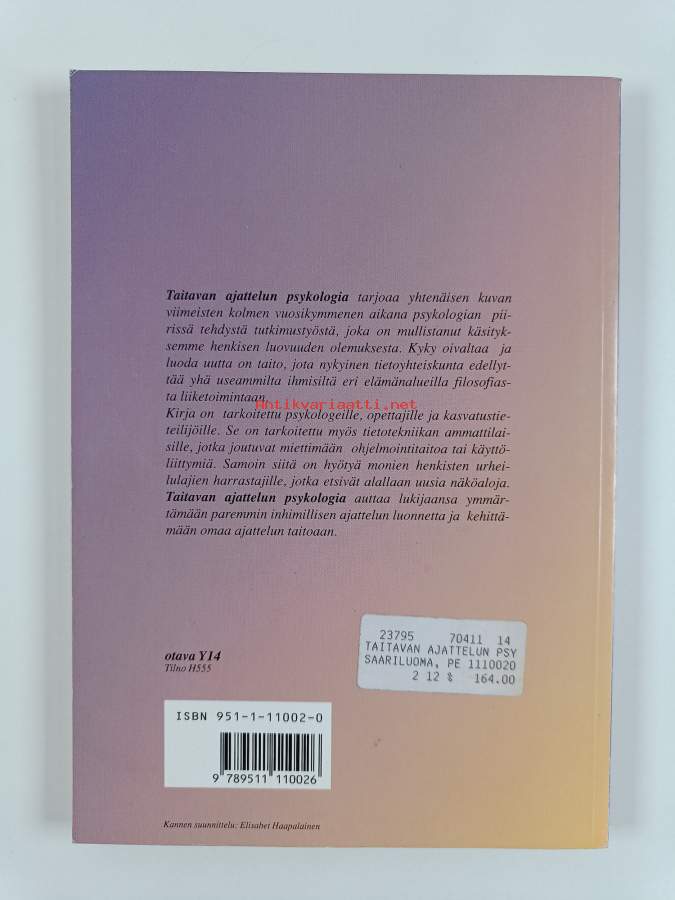 Taitavan ajattelun psykologia tarjoaa yhtenäisen kuvan
viimeisten kolmen vuosikymmenen aikana psykologian pii-
rissä tehdystä tutkimustyöstä, joka on mullistanut käsityk-
semme henkisen luovuuden olemuksesta. Kyky oivaltaa ja
luoda uutta on taito, jota nykyinen tietoyhteiskunta edellyt-
tää yhä useammilta ihmisiltä eri elämänalueilla filosofias-
ta liiketoimintaan.
Antikvariaatti.net
Kirja on tarkoitettu psykologeille, opettajille ja kasvatustie-
teilijöille. Se on tarkoitettu myös tietotekniikan ammattilai-
sille, jotka joutuvat miettimään ohjelmointitaitoa tai käyttö-
liittymiä. Samoin siitä on hyötyä monien henkisten urhei-
lulajien harrastajille, jotka etsivät alallaan uusia näköaloja.
Taitavan ajattelun psykologia auttaa lukijaansa ymmär-
tämään paremmin inhimillisen ajattelun luonnetta ja kehittä-
mään omaa ajattelun taitoaan.
23795 70411 14
TAITAVAN AJATTELUN PSY
SAARILUOMA, PE 1110020
2 12 % 164.00
otava Y14
Tilno H555
ISBN 951-1-11002-0
9 789511 110026
Kannen suunnittelu: Elisabet Haapalainen